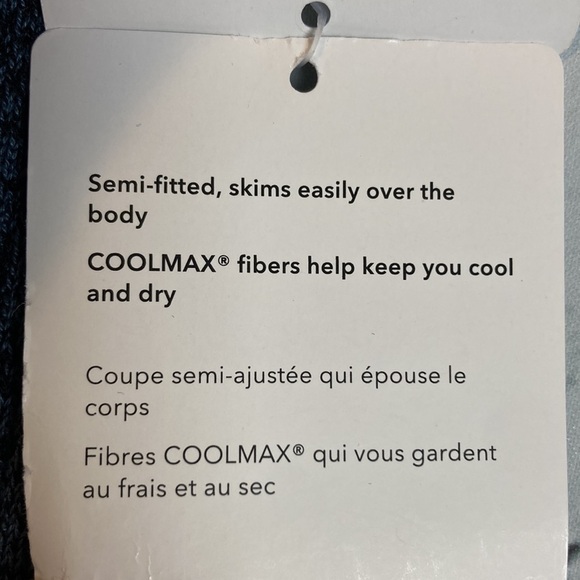 Semi-fitted, skims easily over the
body
COOLMAX® fibers help keep you cool
and dry
Coupe semi-ajustée qui épouse le
corps
Fibres COOLMAX® qui vous gardent
au frais et au sec